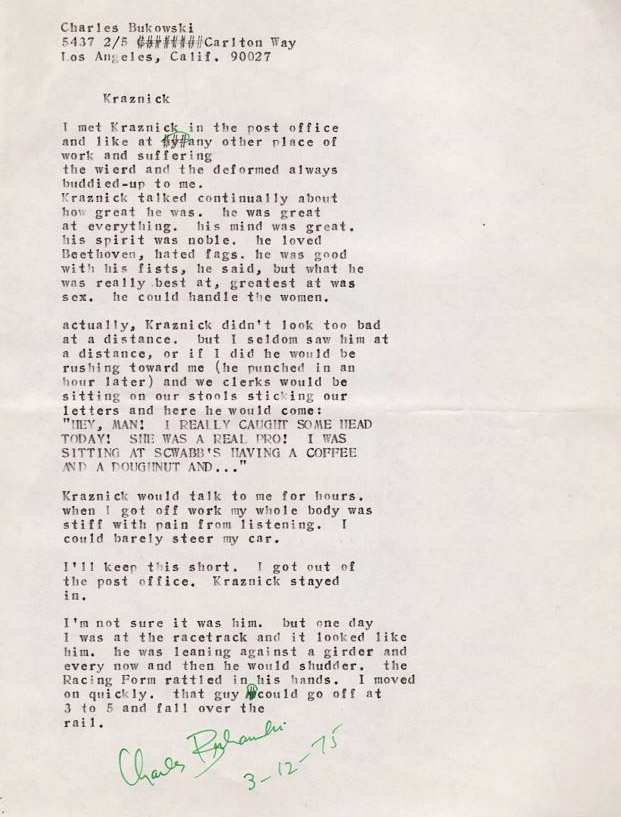 Charles Bukowski
5437 2/5 #######Carlton Way
Los Angeles, Calif. 90027
Kraznick
I met Kraznick in the post office
and like at any other place of
work and suffering
the wierd and the deformed always
buddied-up to me.
Kraznick talked continually about
how great he was.  he was great
at everything.  his mind was great.
his spirit was noble.  he loved
Beethoven, hated fags. he was good
with his fists, he said, but what he
was really best at, greatest at was
sex.  he could handle the women.
actually, Kraznick didn't look too bad
at a distance.  but I seldom saw him at
a distance, or if I did he would be
rushing toward me (he punched in an
hour later) and we clerks would be
sitting on our stools sticking our
letters and here he would come:
"HEY, MAN!  I REALLY CAUGHT SOME HEAD
TODAY!  SHE WAS A REAL PRO!  I WAS
SITTING AT SCWABB'S HAVING A COFFEE
AND A DOUGHNUT AND..."
Kraznick would talk to me for hours.
when I got off work my whole body was
stiff with pain from listening.  I
could barely steer my car.
I'll keep this short.  I got out of
the post office.  Kraznick stayed
in.
I'm not sure it was him.  but one day
I was at the racetrack and it looked like
him.  he was leaning against a girder and
every now and then he would shudder.  the
Racing Form rattled in his hands.  I moved
on quickly.  that guy could go off at
3 to 5 and fall over the
rail.
Charles Bukowski
3-12-75